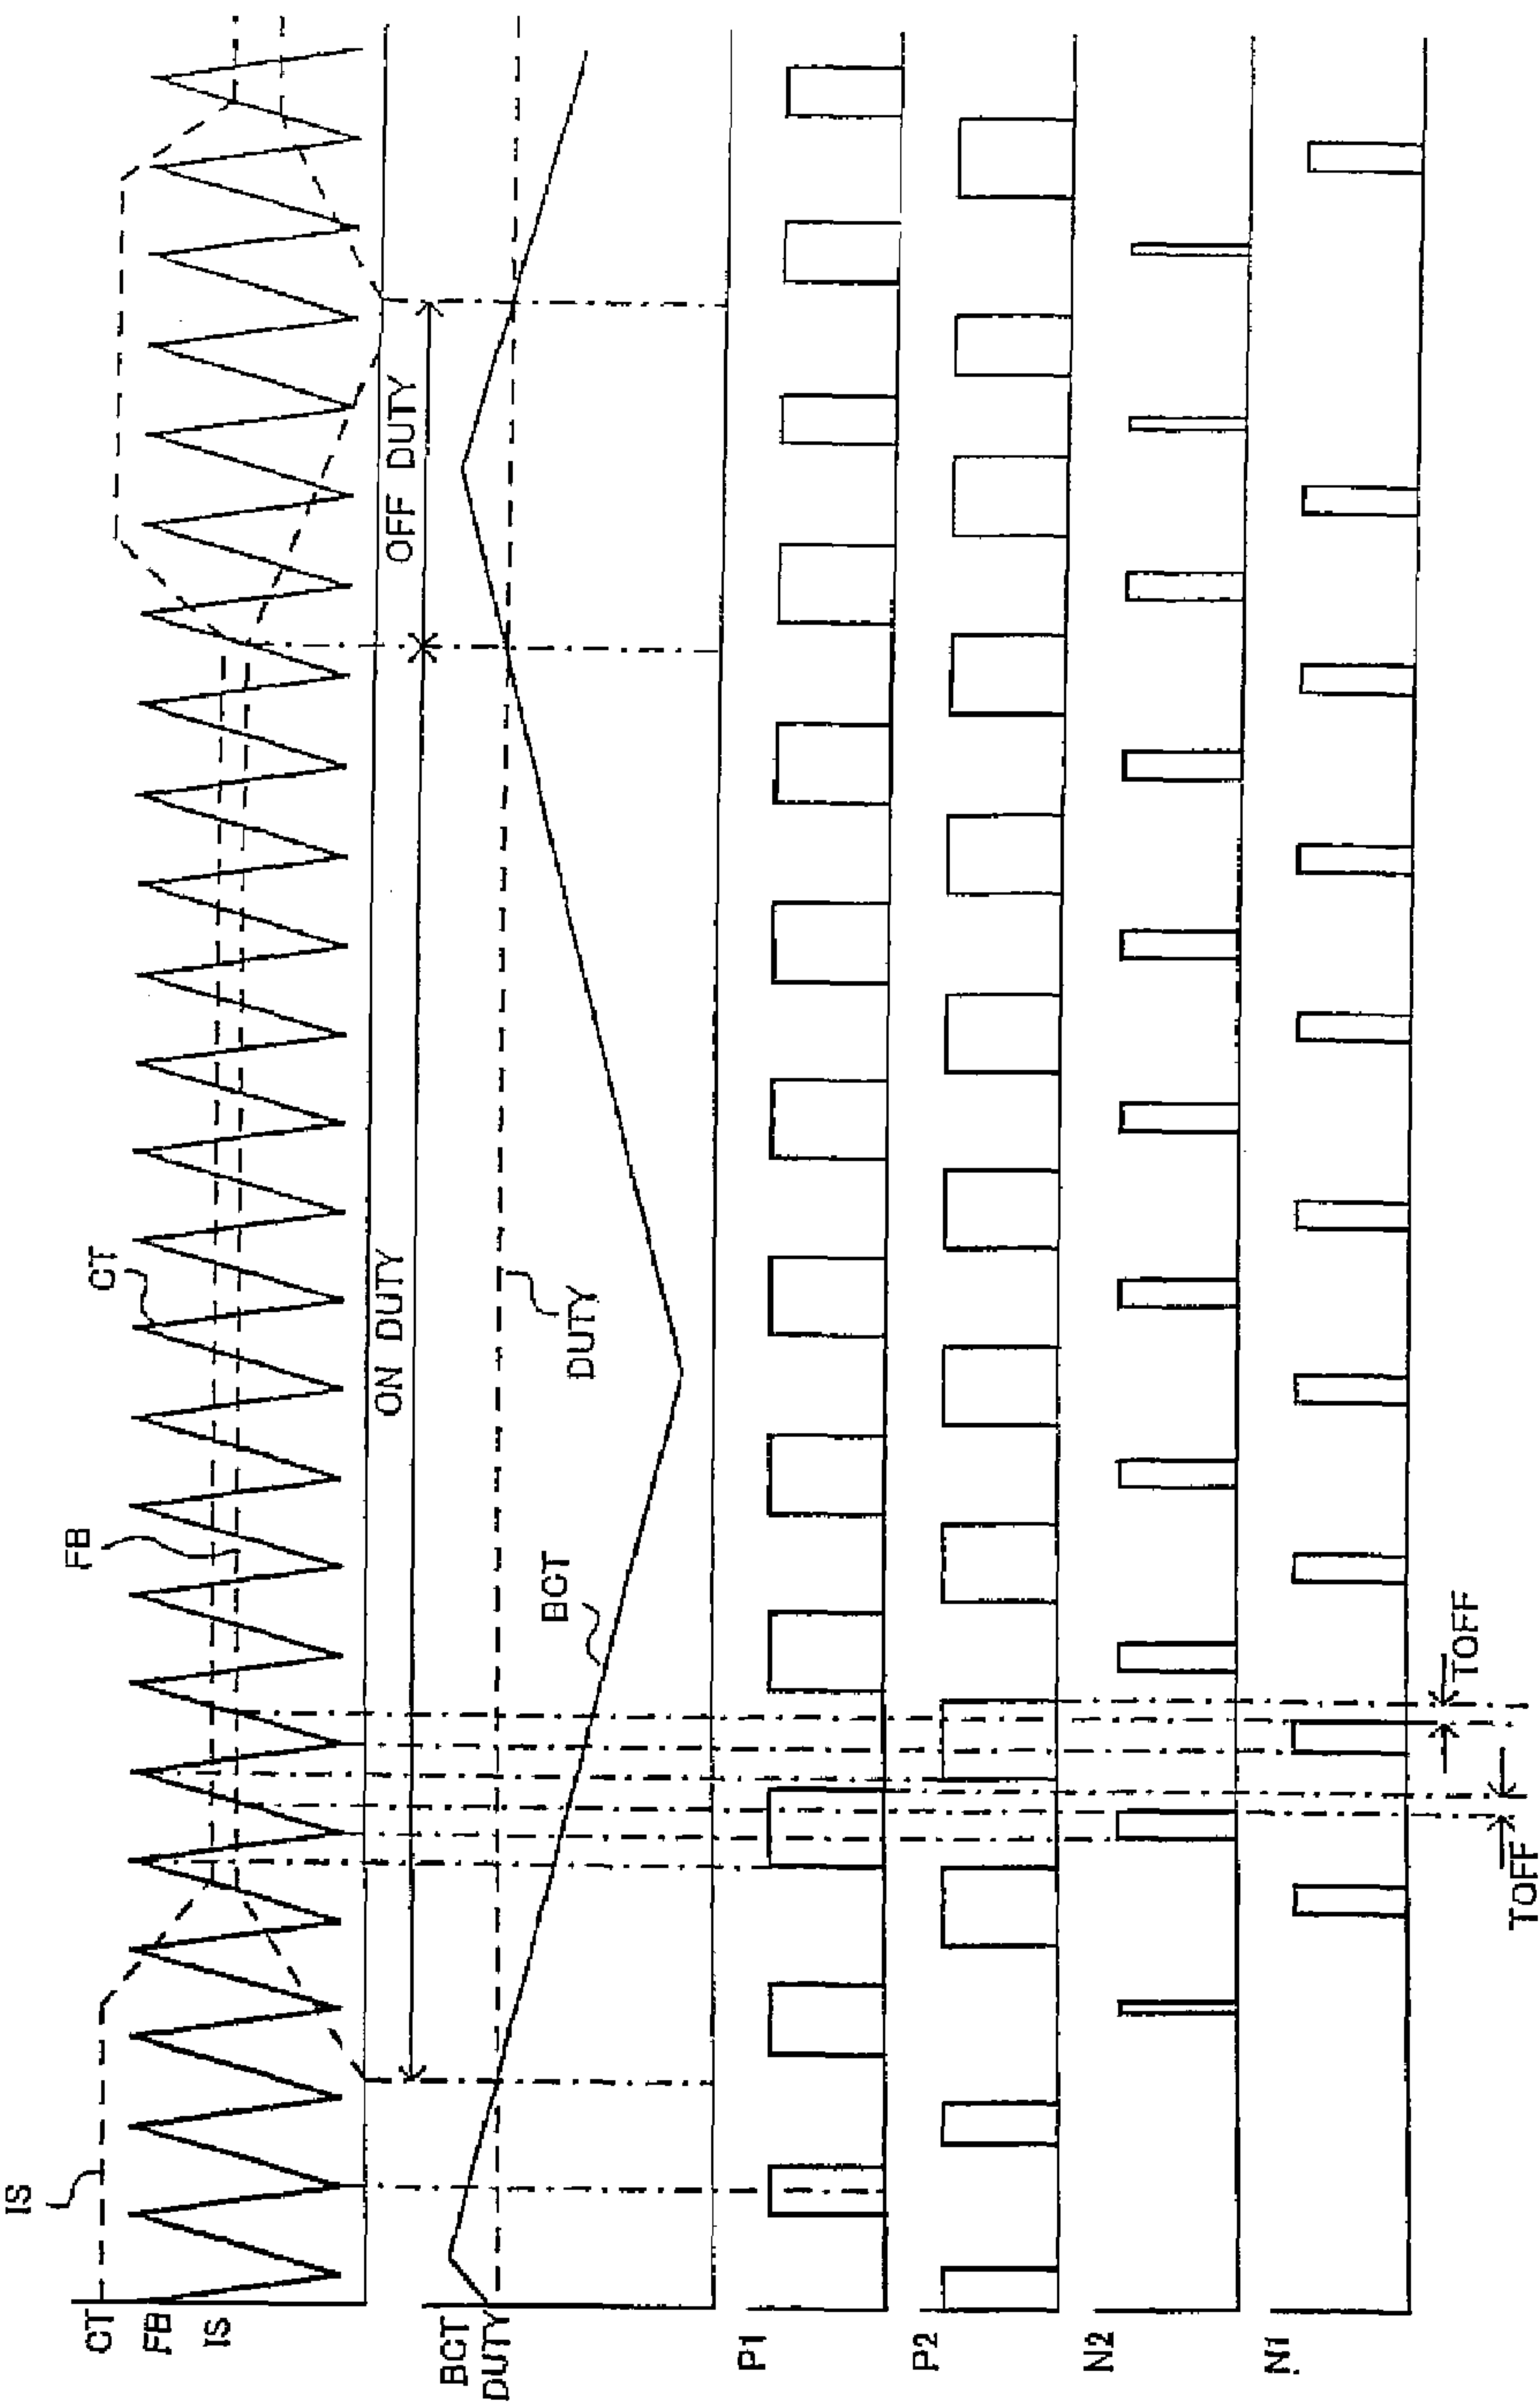 CT
FB
IS
IS
FB
CT
ON DUTY
OFF DUTY
BCT
DUTY
BCT
DUTY
P1
P2
N2
N1
TOFF
TOFF